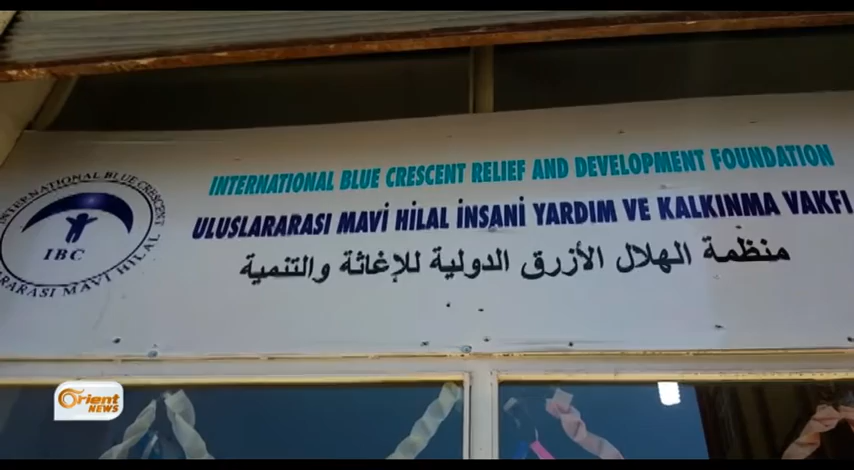 INTERNATIONAL BLUE CRESCENT RELIEF AND DEVELOPMENT FOUNDATION
ULUSLARARASI MAVİ HİLAL İNSANİ YARDIM VE KALKINMA VAKFI
منظمة الهلال الأزرق الدولية للإغاثة والتنمية
INTERNATIONAL BLUE CRESCENT
IBC
ULUSLARARASI MAVİ HİLAL
Orient
NEWS